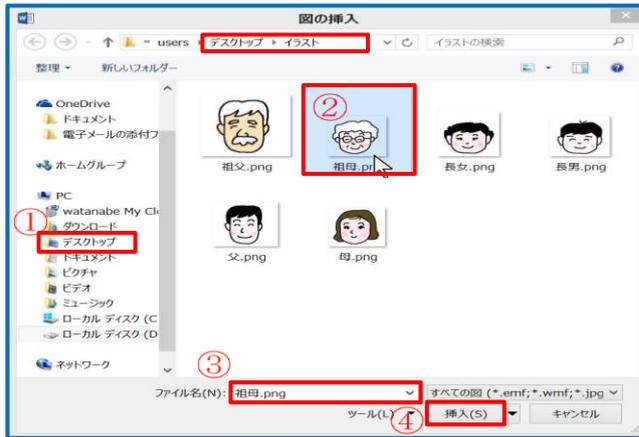 図の挿入
users デスクトップ イラスト イラストの検索
整理 新しいフォルダー
OneDrive
ドキュメント
電子メールの添付フ
ホームグループ
PC
watanabe My Cl
ダウンロード
① デスクトップ
ドキュメント
ピクチャ
ビデオ
ミュージック
ローカル ディスク (C
ローカル ディスク (D
ネットワーク
②
祖父.png 祖母.pn 長女.png 長男.png
父.png 母.png
③
ファイル名(N): 祖母.png すべての図 (*.emf;*.wmf;*.jpg
ツール(L) ④ 挿入(S) キャンセル